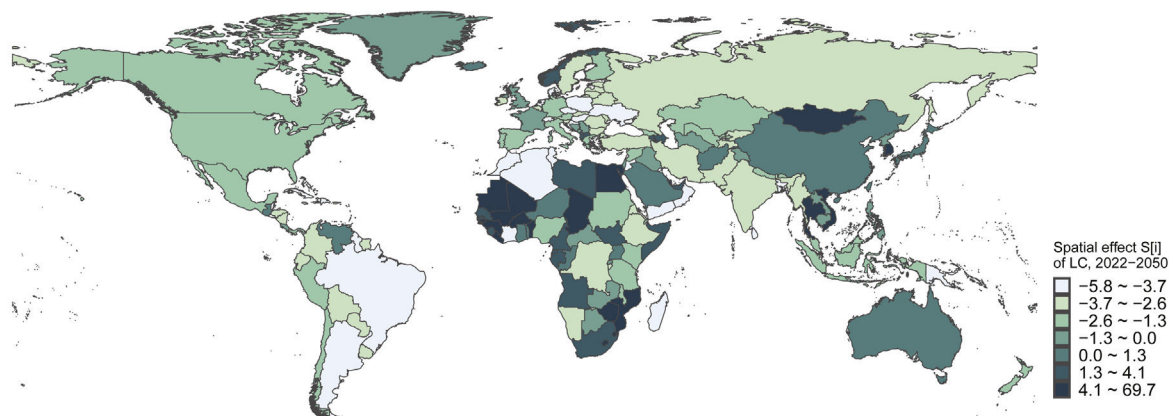 Spatial effect S[i]
of LC, 2022−2050
−5.8 ~ −3.7
−3.7 ~ −2.6
−2.6 ~ −1.3
−1.3 ~ 0.0
0.0 ~ 1.3
1.3 ~ 4.1
4.1 ~ 69.7